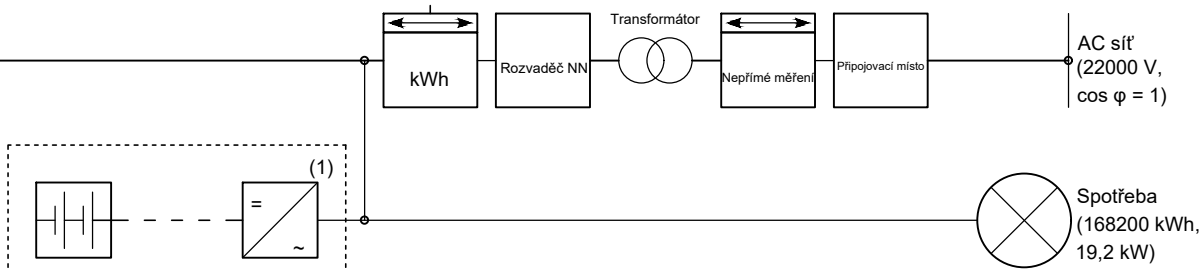 Transformátor
kWh
Rozvaděč NN
Nepřímé měření
Připojovací místo
AC síť
(22000 V,
cos φ = 1)
(1)
=
~
Spotřeba
(168200 kWh,
19,2 kW)